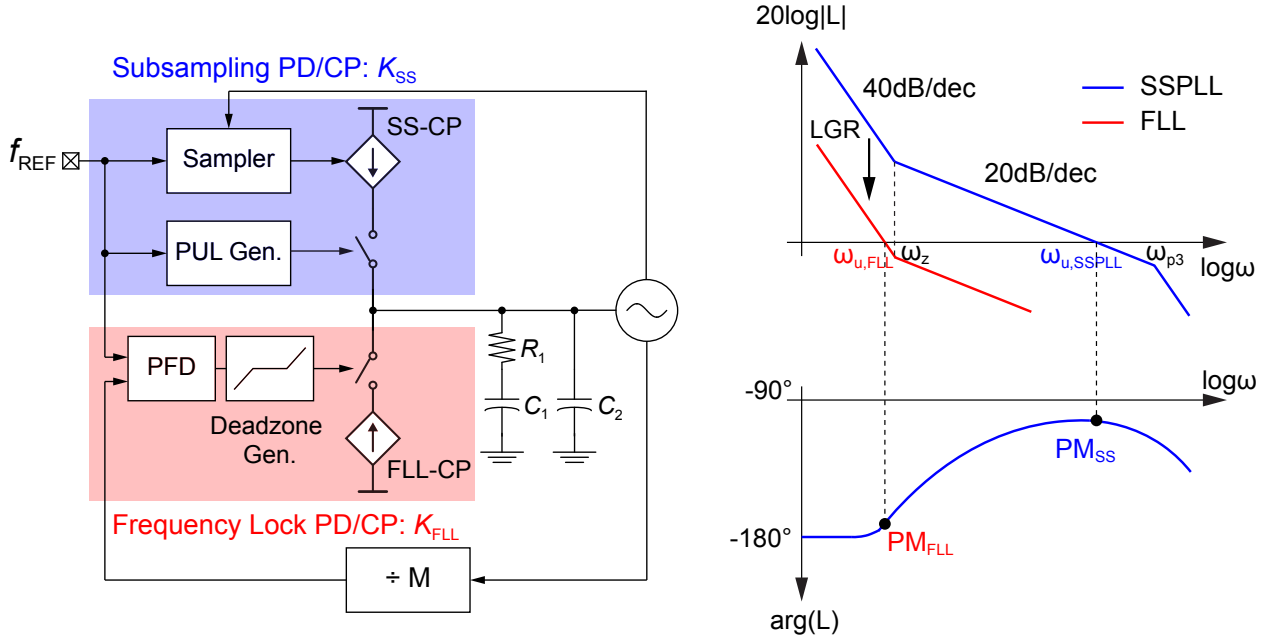 Subsampling PD/CP: KSS
SS-CP
fREF
Sampler
PUL Gen.
PFD
Deadzone
Gen.
FLL-CP
R1
C1
C2
Frequency Lock PD/CP: KFLL
÷ M
20log|L|
40dB/dec
SSPLL
FLL
LGR
20dB/dec
ωu,FLL
ωz
ωu,SSPLL
ωp3
logω
-90°
logω
PMSS
-180°
PMFLL
arg(L)